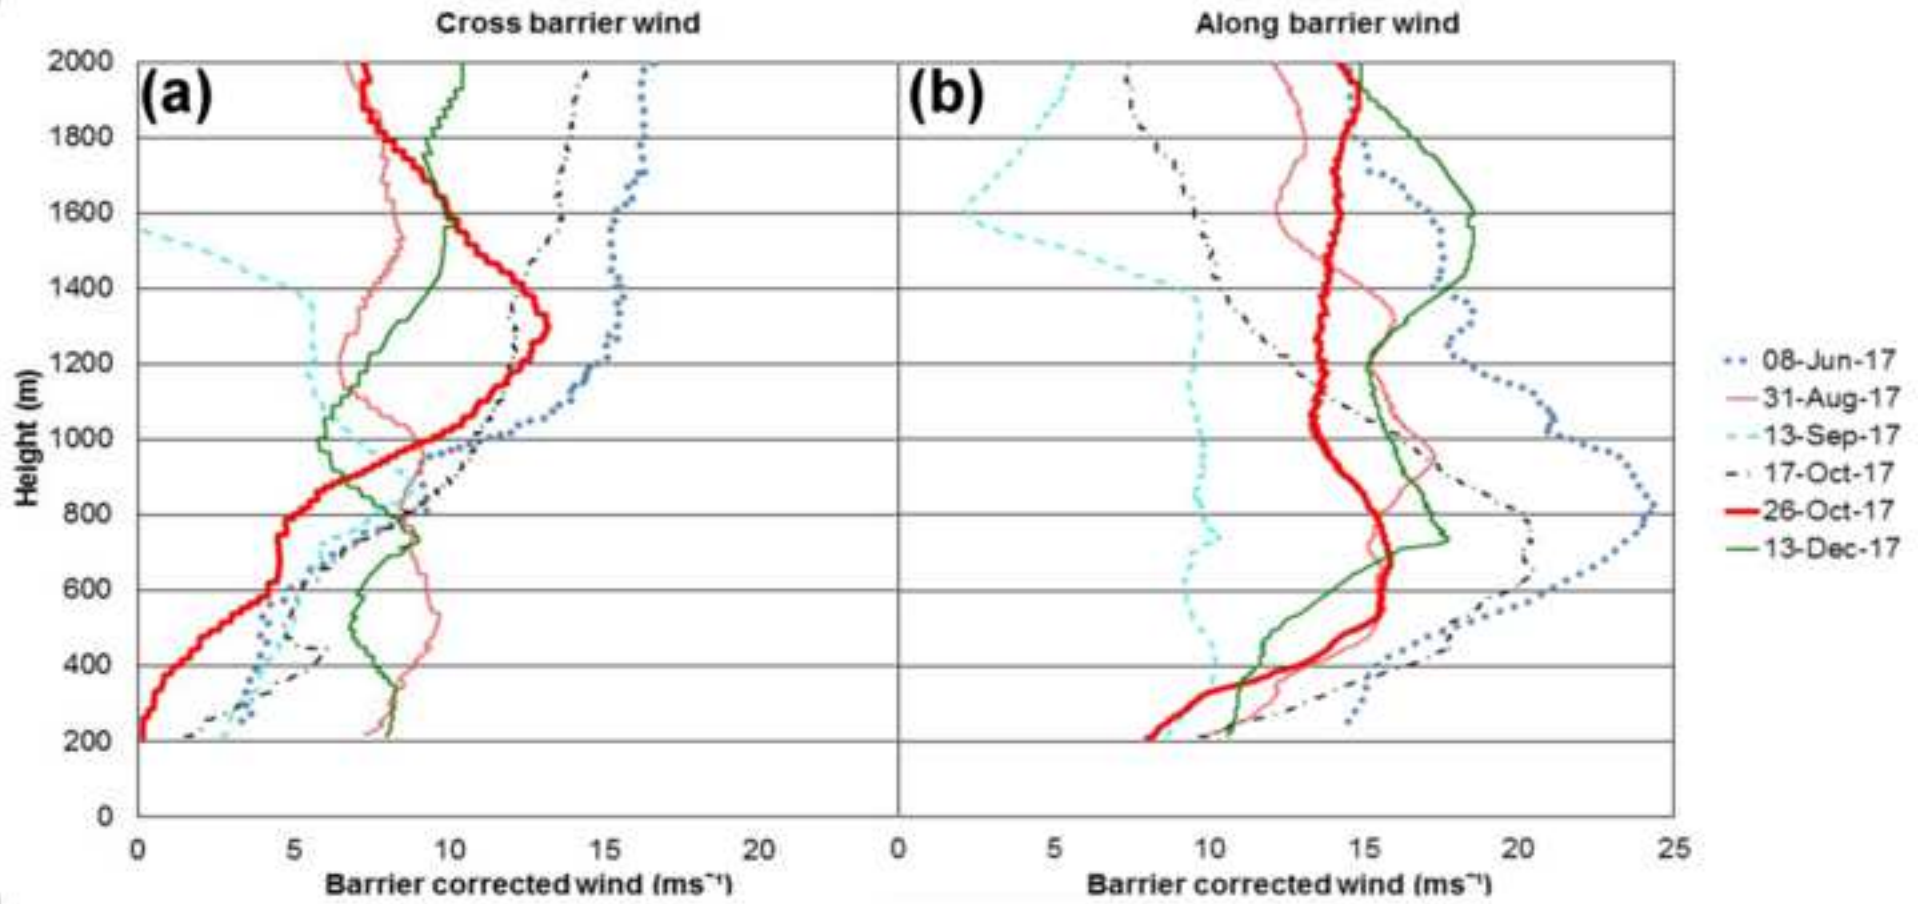 Cross barrier wind
Along barrier wind
(a)
(b)
Height (m)
2000
1800
1600
1400
1200
1000
800
600
400
200
0
0 5 10 15 20
0 5 10 15 20 25
Barrier corrected wind (ms⁻¹)
Barrier corrected wind (ms⁻¹)
08-Jun-17
31-Aug-17
13-Sep-17
17-Oct-17
26-Oct-17
13-Dec-17